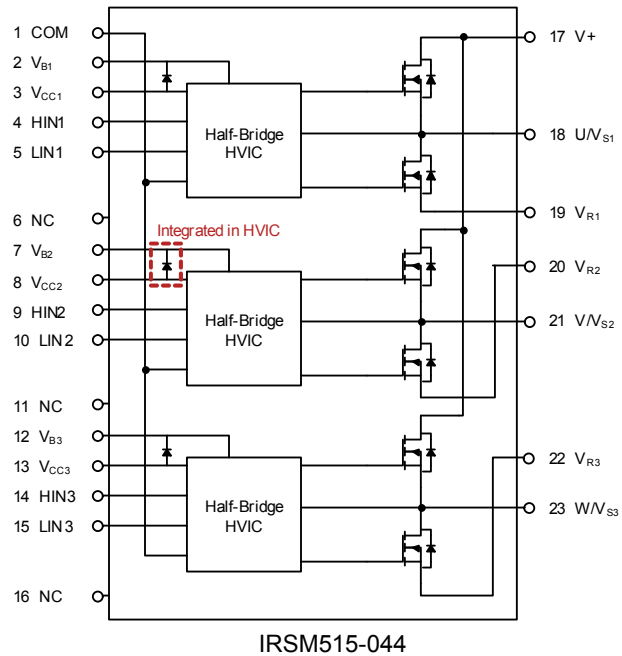 1 COM
2 VB1
3 VCC1
4 HIN1
5 LIN1
6 NC
7 VB2
8 VCC2
9 HIN2
10 LIN2
11 NC
12 VB3
13 VCC3
14 HIN3
15 LIN3
16 NC
Half-Bridge
HVIC
Integrated in HVIC
Half-Bridge
HVIC
Half-Bridge
HVIC
17 V+
18 U/VS1
19 VR1
20 VR2
21 V/VS2
22 VR3
23 W/VS3
IRSM515-044